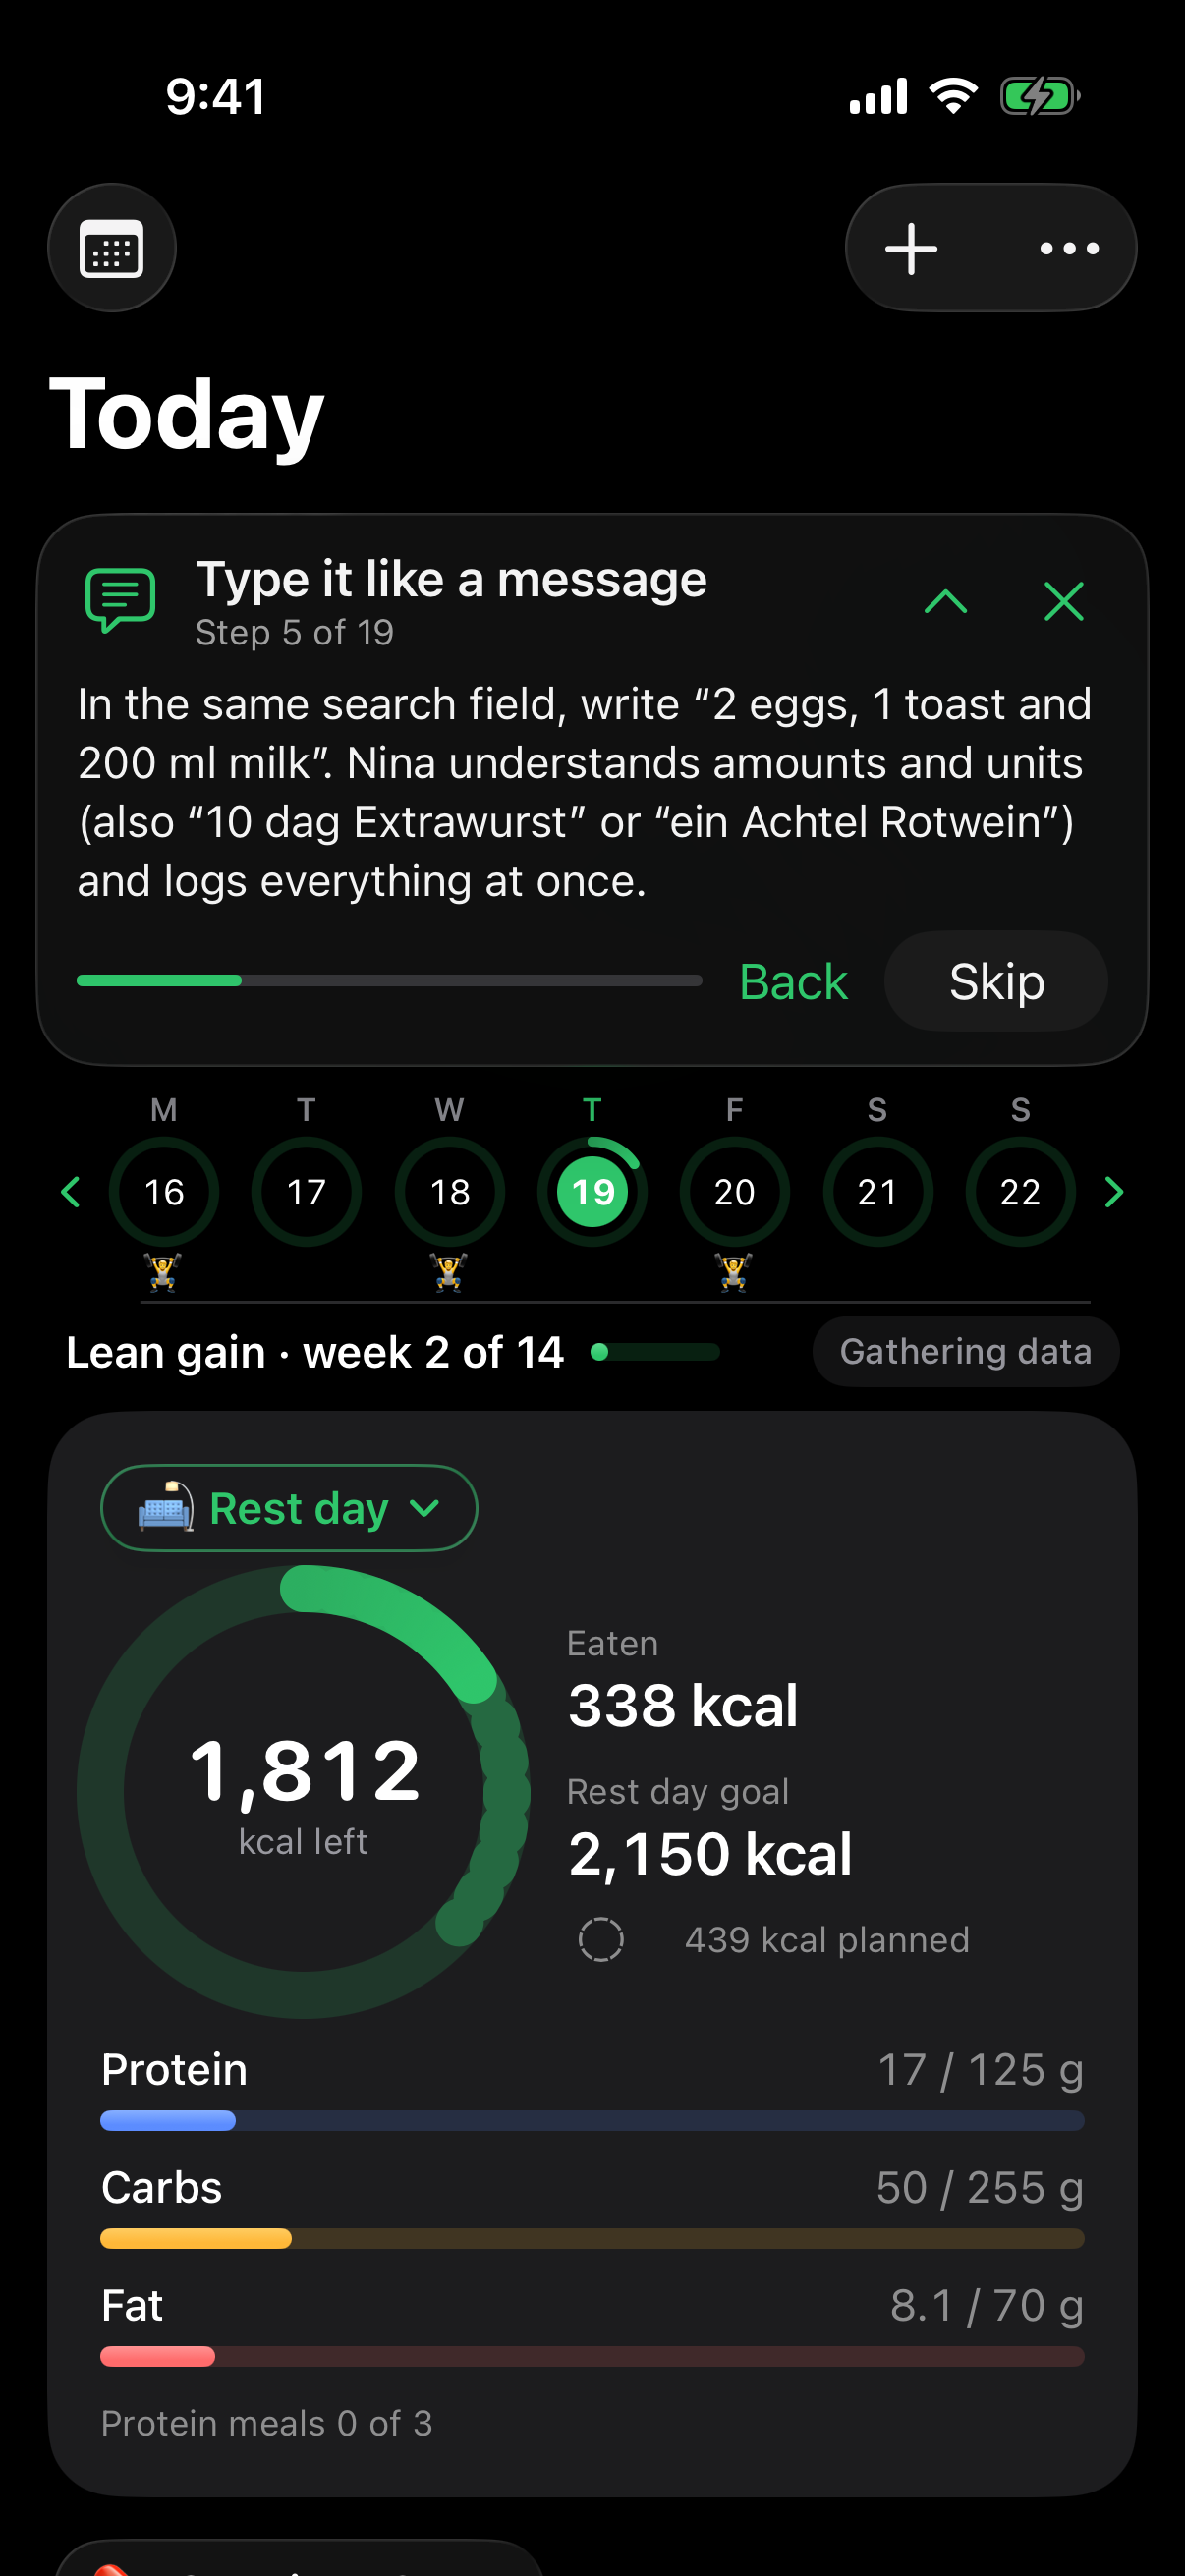 9:41
Today
Type it like a message
Step 5 of 19
In the same search field, write “2 eggs, 1 toast and
200 ml milk”. Nina understands amounts and units
(also “10 dag Extrawurst” or “ein Achtel Rotwein”)
and logs everything at once.
Back Skip
M T W T F S S
16 17 18 19 20 21 22
Lean gain · week 2 of 14 Gathering data
Rest day
Eaten
338 kcal
1,812
kcal left
Rest day goal
2,150 kcal
439 kcal planned
Protein 17 / 125 g
Carbs 50 / 255 g
Fat 8.1 / 70 g
Protein meals 0 of 3